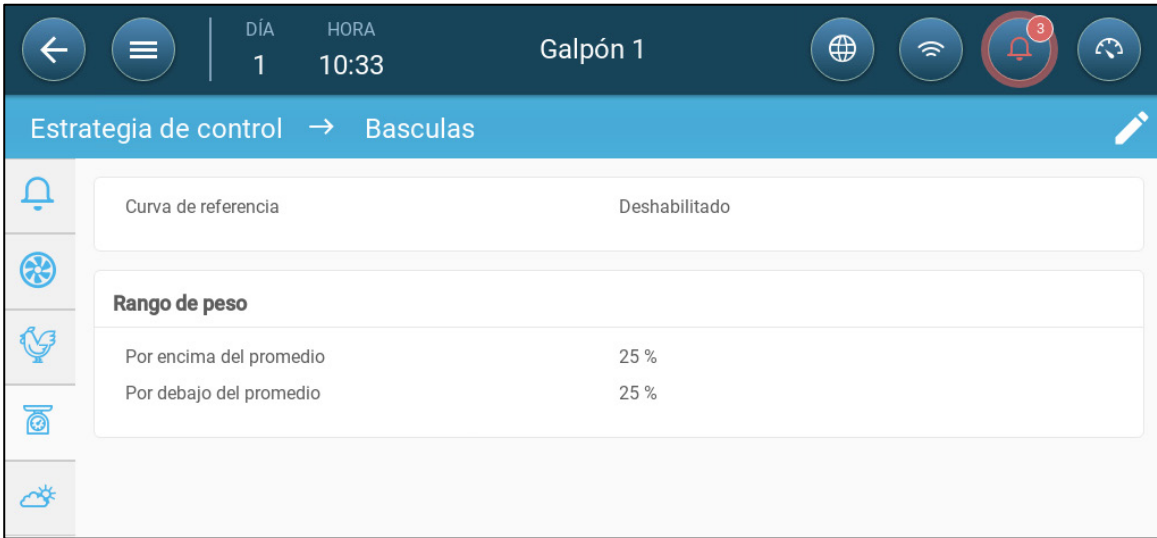 DÍA HORA
1 10:33 Galpón 1 3
Estrategia de control → Basculas
Curva de referencia Deshabilitado
Rango de peso
Por encima del promedio 25 %
Por debajo del promedio 25 %